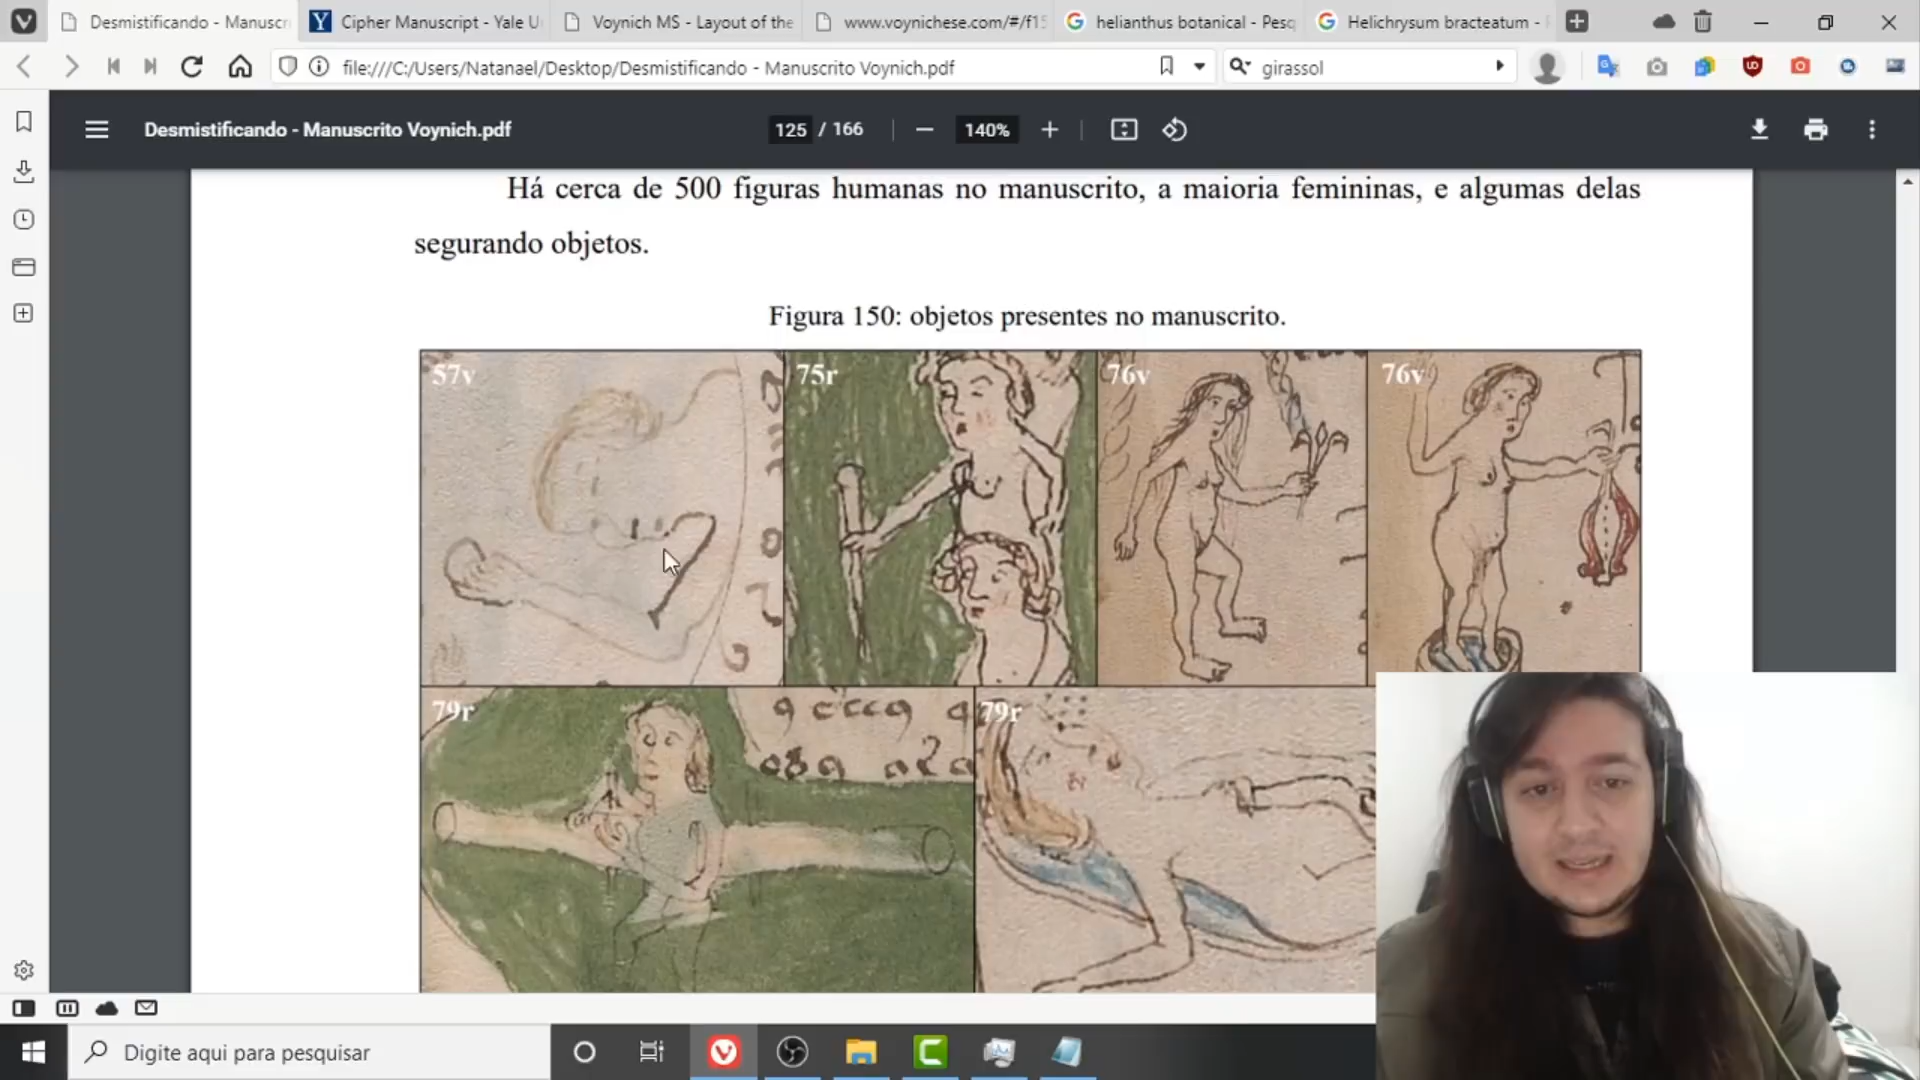 Desmistificando - Manuscri
Cipher Manuscript - Yale U
Voynich MS - Layout of the
www.voynichese.com/#/f15
helianthus botanical - Pesq
Helichrysum bracteatum -
file:///C:/Users/Natanael/Desktop/Desmistificando - Manuscrito Voynich.pdf
girassol
Desmistificando - Manuscrito Voynich.pdf
125 / 166
140%
Há cerca de 500 figuras humanas no manuscrito, a maioria femininas, e algumas delas
segurando objetos.
Figura 150: objetos presentes no manuscrito.
57v
75r
76v
76v
79r
79r
Digite aqui para pesquisar